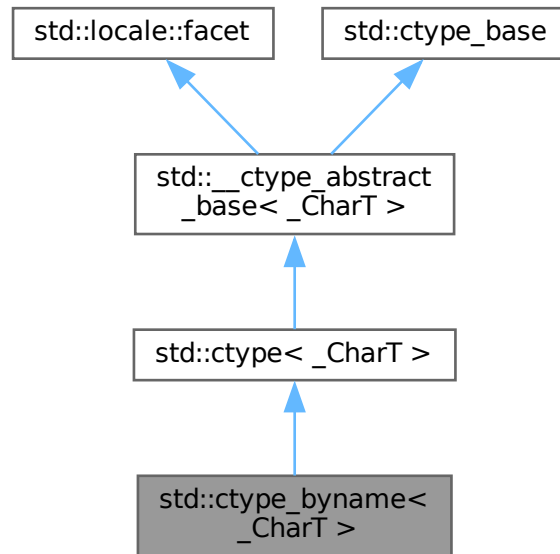 std::locale::facet
std::ctype_base
std::__ctype_abstract
_base< _CharT >
std::ctype< _CharT >
std::ctype_byname<
_CharT >